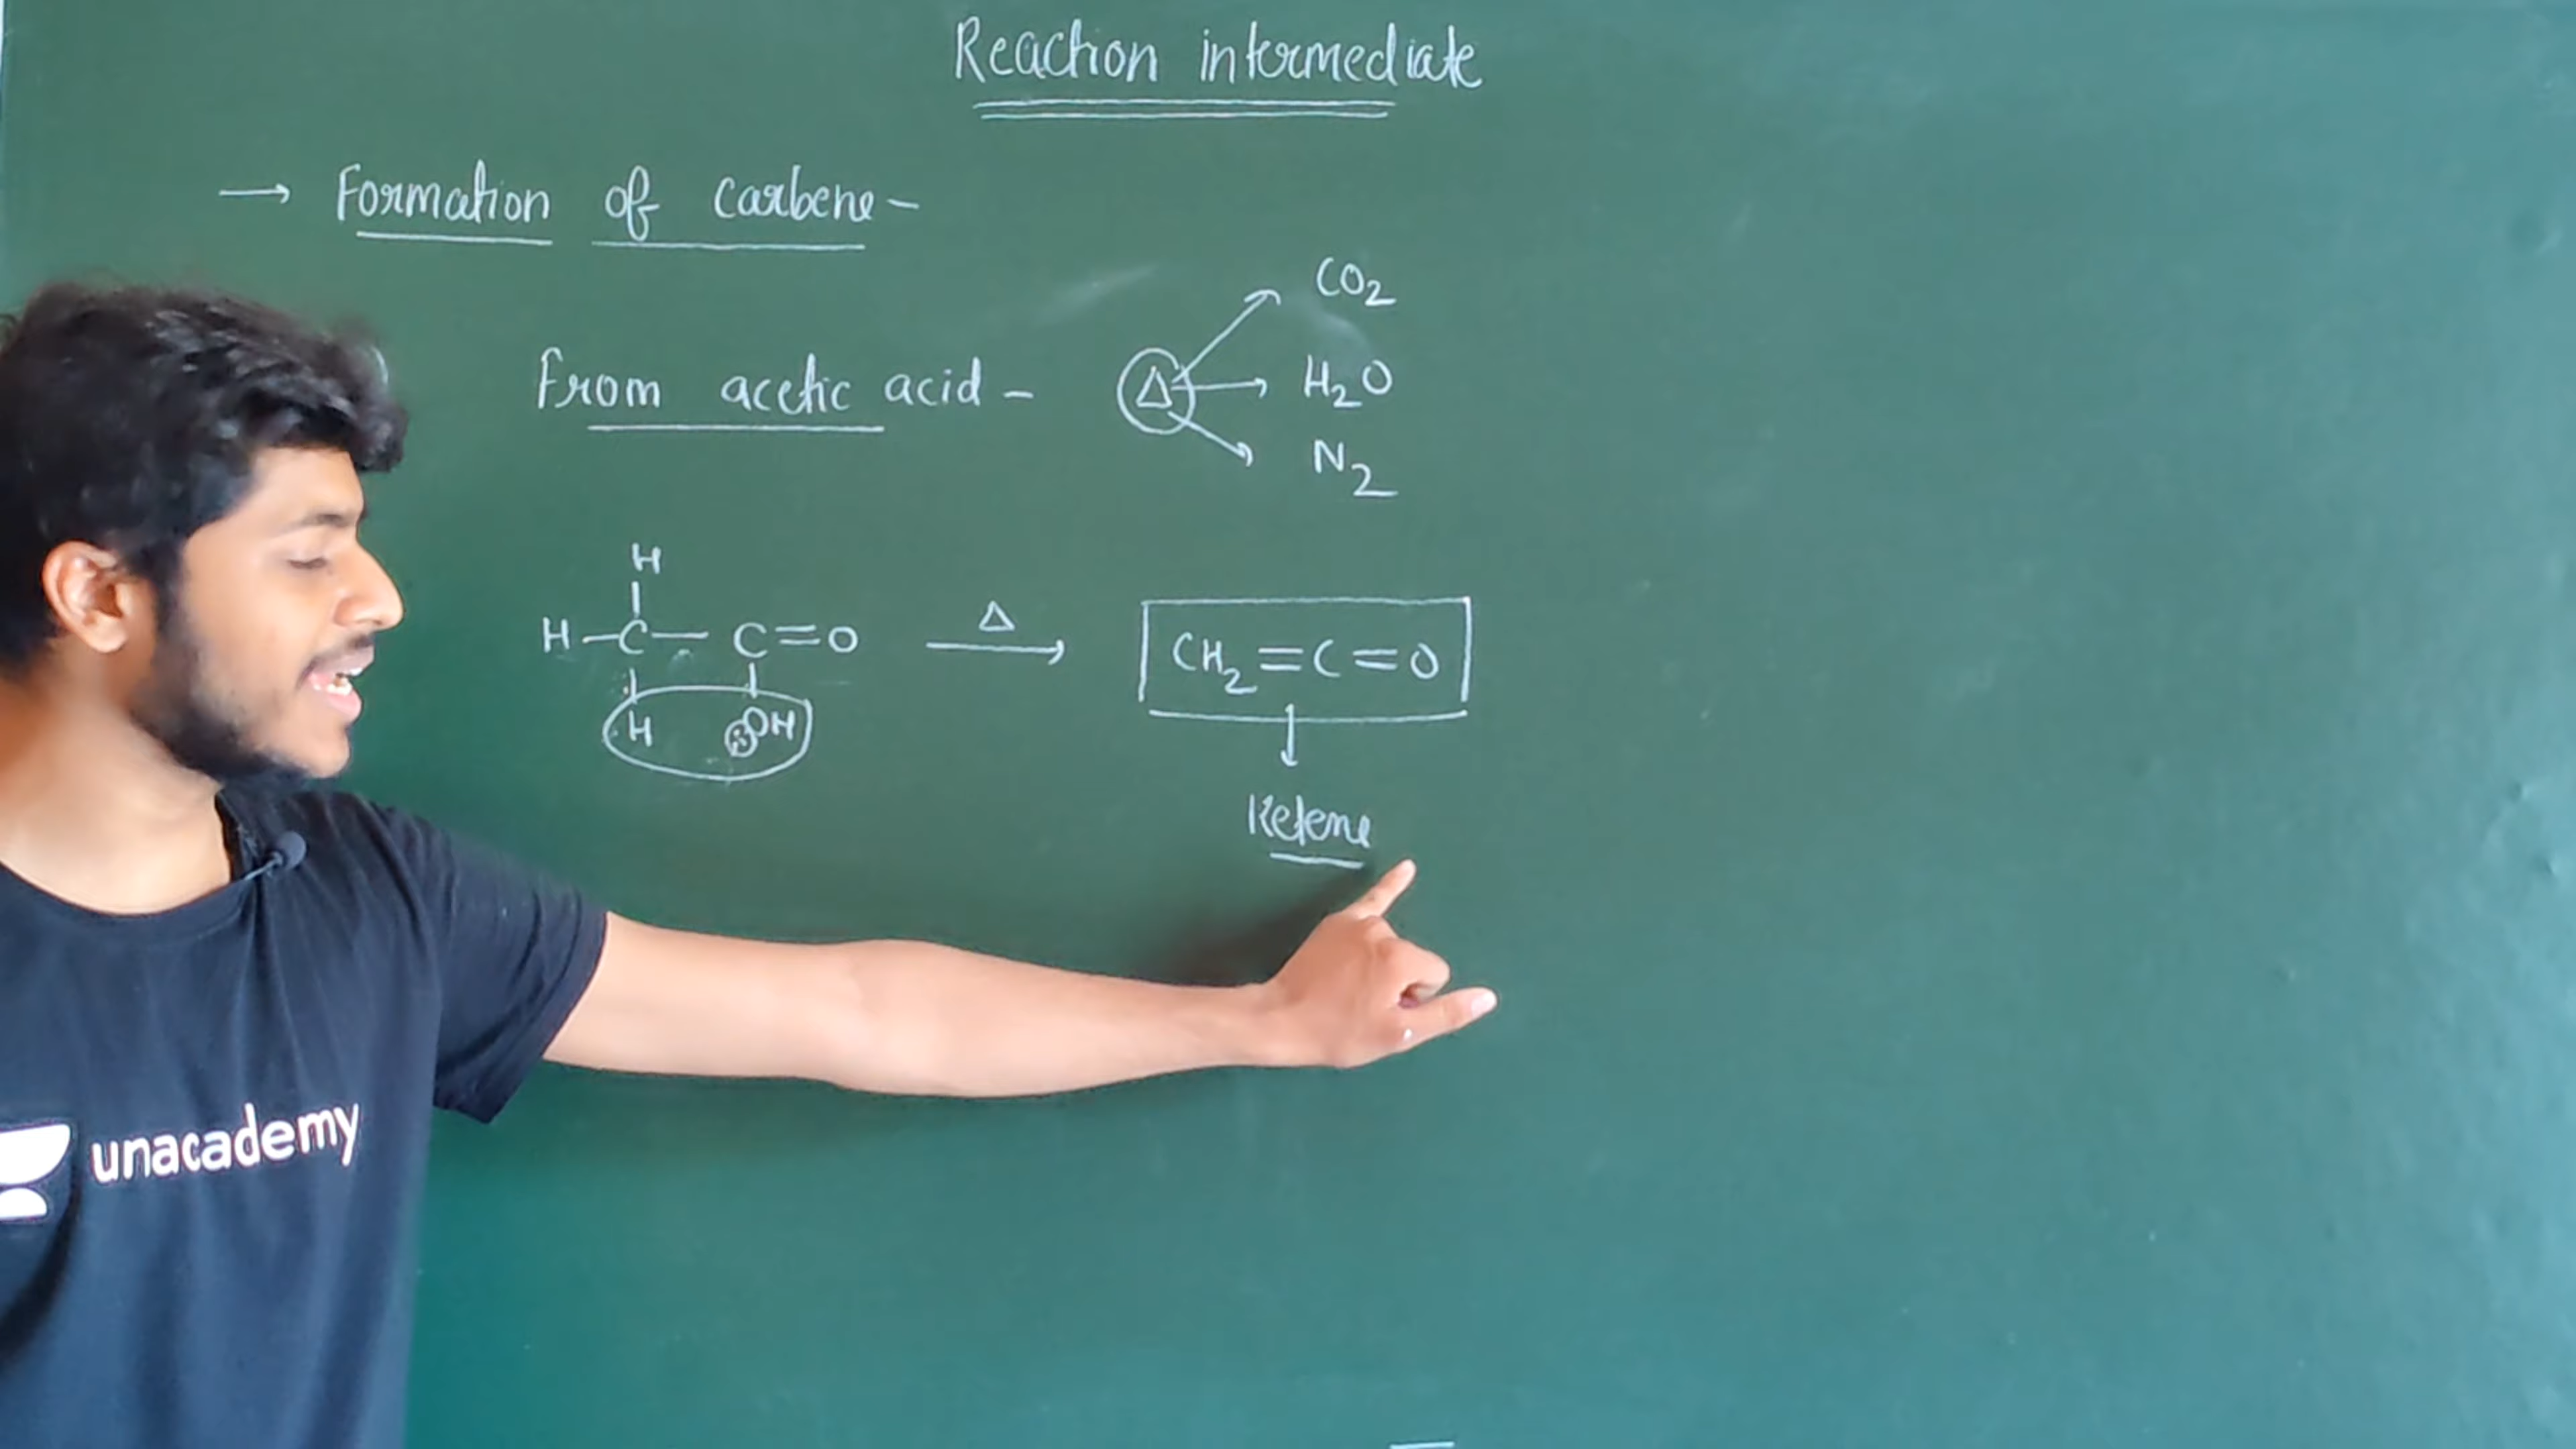 Reaction intermediate
→ Formation of carbene -
CO2
From acetic acid - Δ H2O
N2
H
H-C-C=O Δ CH2=C=O
H OH
Ketene
unacademy